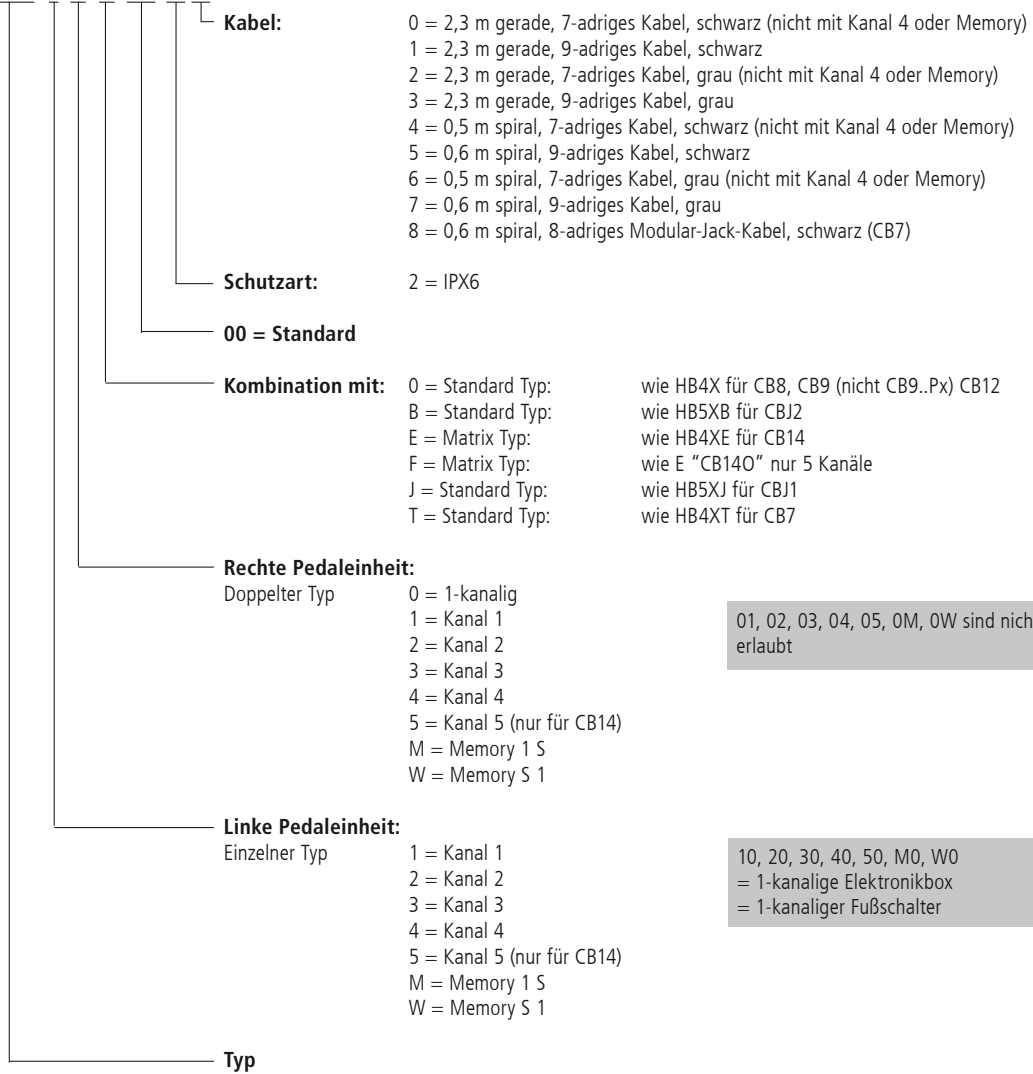 Kabel: 0 = 2,3 m gerade, 7-adriges Kabel, schwarz (nicht mit Kanal 4 oder Memory)
1 = 2,3 m gerade, 9-adriges Kabel, schwarz
2 = 2,3 m gerade, 7-adriges Kabel, grau (nicht mit Kanal 4 oder Memory)
3 = 2,3 m gerade, 9-adriges Kabel, grau
4 = 0,5 m spiral, 7-adriges Kabel, schwarz (nicht mit Kanal 4 oder Memory)
5 = 0,6 m spiral, 9-adriges Kabel, schwarz
6 = 0,5 m spiral, 7-adriges Kabel, grau (nicht mit Kanal 4 oder Memory)
7 = 0,6 m spiral, 9-adriges Kabel, grau
8 = 0,6 m spiral, 8-adriges Modular-Jack-Kabel, schwarz (CB7)
Schutzart: 2 = IPX6
00 = Standard
Kombination mit: 0 = Standard Typ: wie HB4X für CB8, CB9 (nicht CB9..Px) CB12
B = Standard Typ: wie HB5XB für CBJ2
E = Matrix Typ: wie HB4XE für CB14
F = Matrix Typ: wie E “CB14O” nur 5 Kanäle
J = Standard Typ: wie HB5XJ für CBJ1
T = Standard Typ: wie HB4XT für CB7
Rechte Pedaleinheit:
Doppelter Typ 0 = 1-kanalig
1 = Kanal 1
2 = Kanal 2
3 = Kanal 3
4 = Kanal 4
5 = Kanal 5 (nur für CB14)
M = Memory 1 S
W = Memory S 1
01, 02, 03, 04, 05, 0M, 0W sind nich
erlaubt
Linke Pedaleinheit:
Einzelner Typ 1 = Kanal 1
2 = Kanal 2
3 = Kanal 3
4 = Kanal 4
5 = Kanal 5 (nur für CB14)
M = Memory 1 S
W = Memory S 1
10, 20, 30, 40, 50, M0, W0
= 1-kanalige Elektronikbox
= 1-kanaliger Fußschalter
Typ